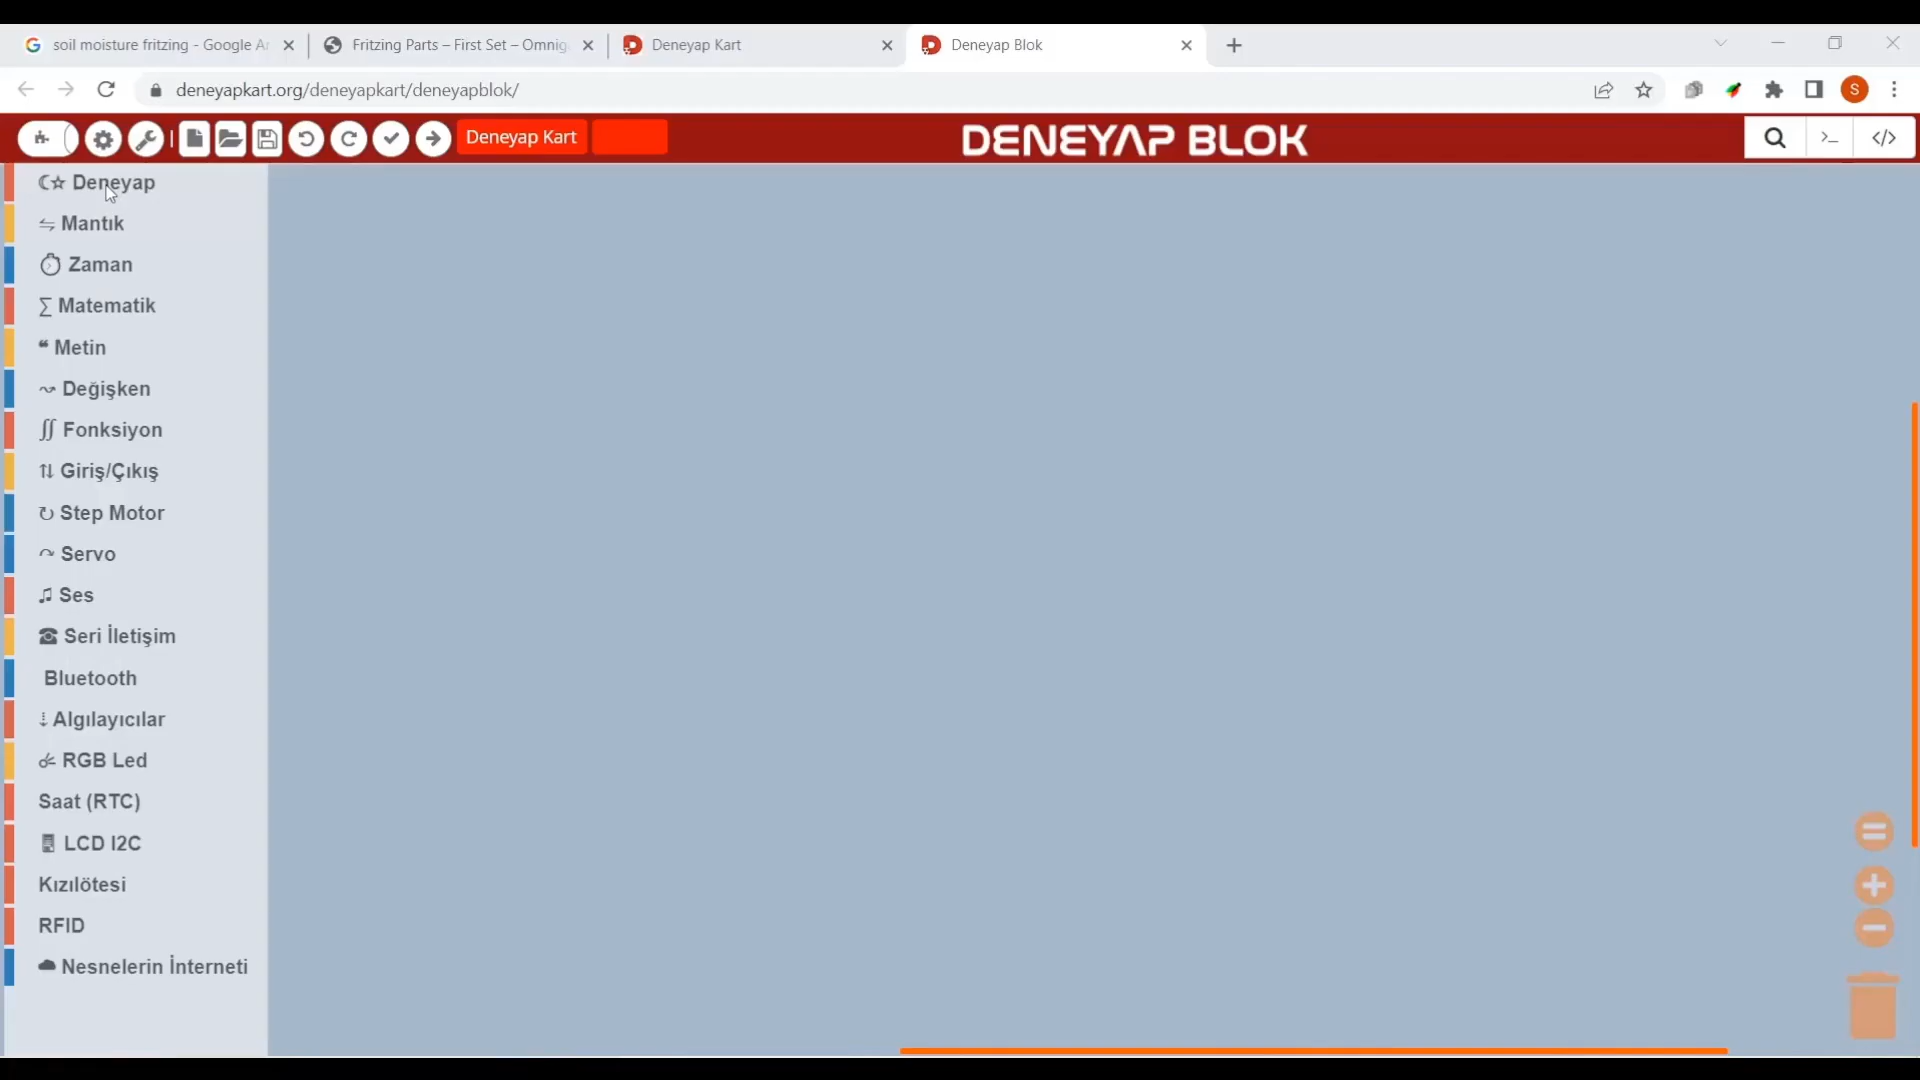 soil moisture fritzing - Google Ar
Fritzing Parts – First Set – Omnig
Deneyap Kart
Deneyap Blok
deneyapkart.org/deneyapkart/deneyapblok/
S
Deneyap Kart
DENEYAP BLOK
>_
</>
Deneyap
Mantık
Zaman
∑ Matematik
❝ Metin
Değişken
∬ Fonksiyon
Giriş/Çıkış
Step Motor
Servo
♫ Ses
☎ Seri İletişim
Bluetooth
Algılayıcılar
RGB Led
Saat (RTC)
LCD I2C
Kızılötesi
RFID
Nesnelerin İnterneti